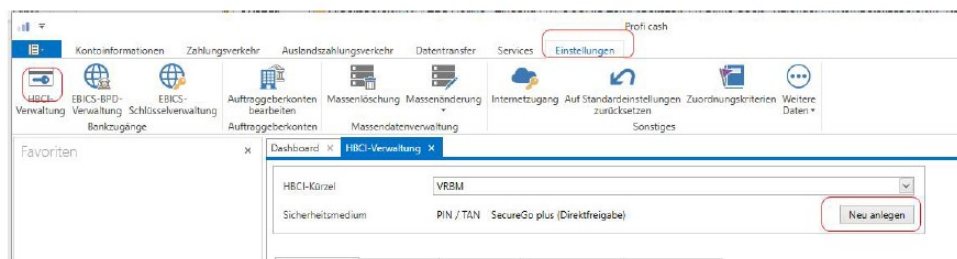 Profi cash
Kontoinformationen Zahlungsverkehr Auslandszahlungsverkehr Datentransfer Services Einstellungen
HBCI-Verwaltung
EBICS-BPD-Verwaltung
EBICS-Schlüsselverwaltung
Auftraggeberkonten bearbeiten
Massenlöschung
Massenänderung
Internetzugang
Auf Standardeinstellungen zurücksetzen
Zuordnungskriterien
Weitere Daten
Bankzugänge Auftraggeberkonten Massendatenverwaltung Sonstiges
Favoriten × Dashboard × HBCI-Verwaltung ×
HBCI-Kürzel VRBM
Sicherheitsmedium PIN / TAN SecureGo plus (Direktfreigabe) Neu anlegen